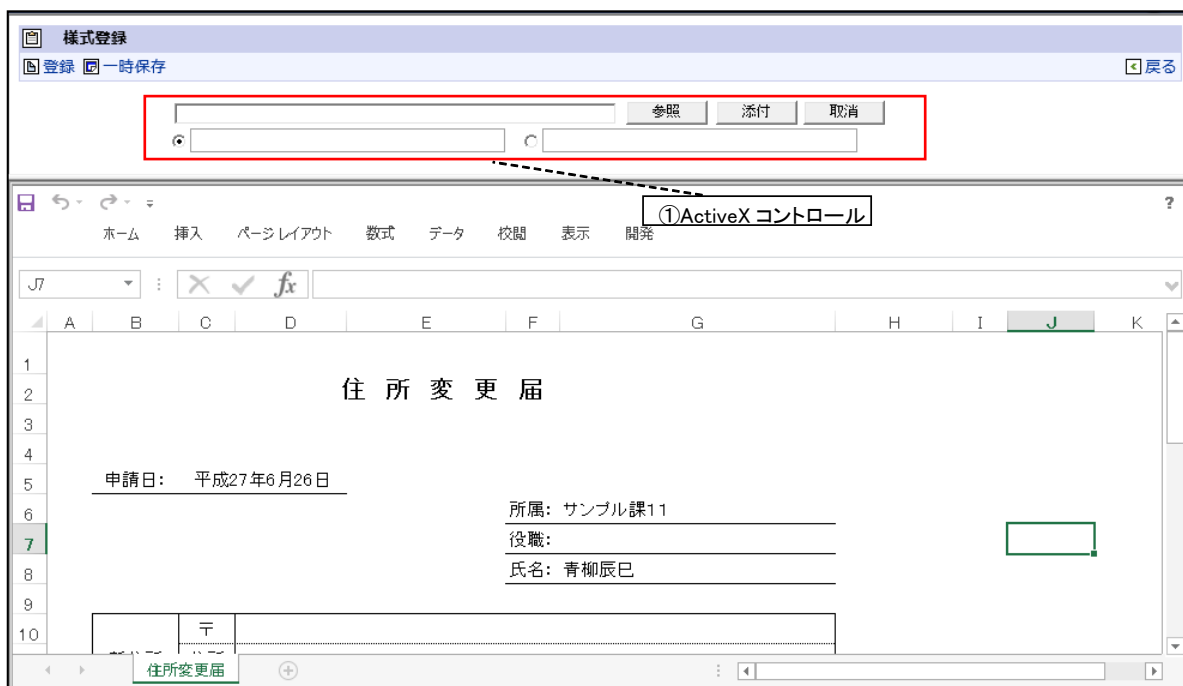 様式登録
登録 一時保存 戻る
参照 添付 取消
①ActiveX コントロール
?
ホーム 挿入 ページ レイアウト 数式 データ 校閲 表示 開発
J7 fx
A B C D E F G H I J K
1
2 住 所 変 更 届
3
4
5 申請日: 平成27年6月26日
6 所属: サンプル課11
7 役職:
8 氏名: 青柳辰巳
9
10 〒
住所変更届